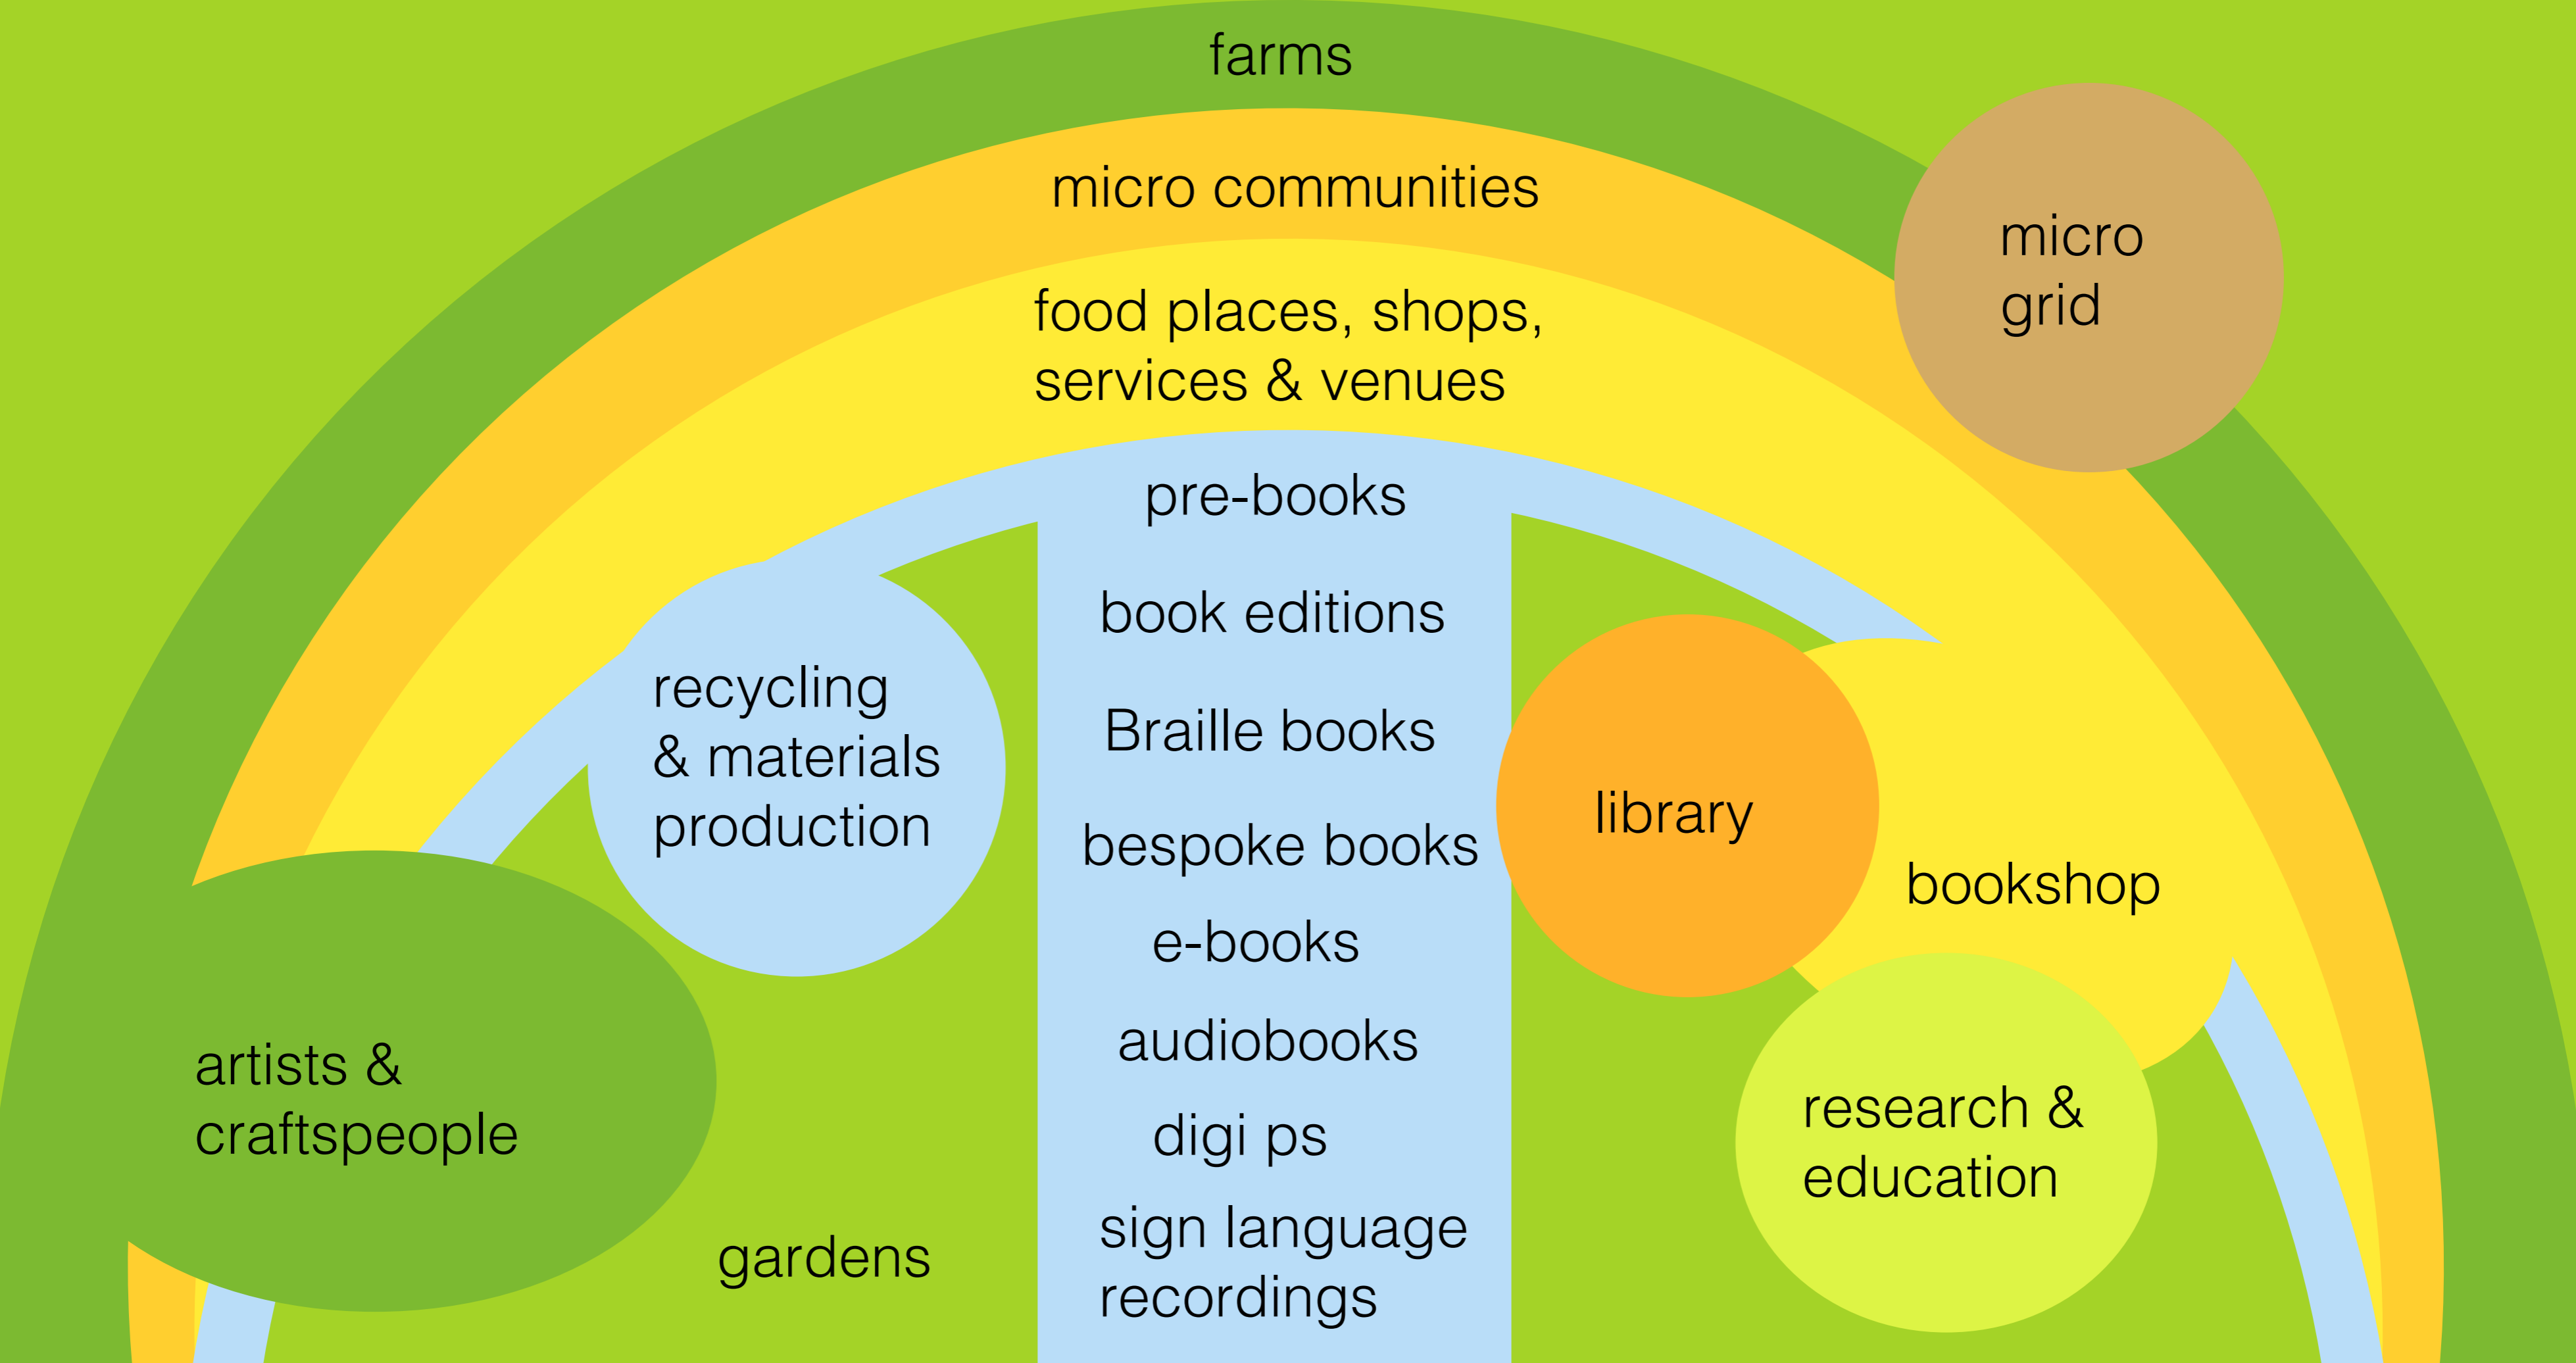 farms
micro communities
micro
grid
food places, shops,
services & venues
pre-books
book editions
recycling
& materials
production
Braille books
library
bespoke books
bookshop
e-books
audiobooks
artists &
craftspeople
digi ps
research &
education
gardens
sign language
recordings